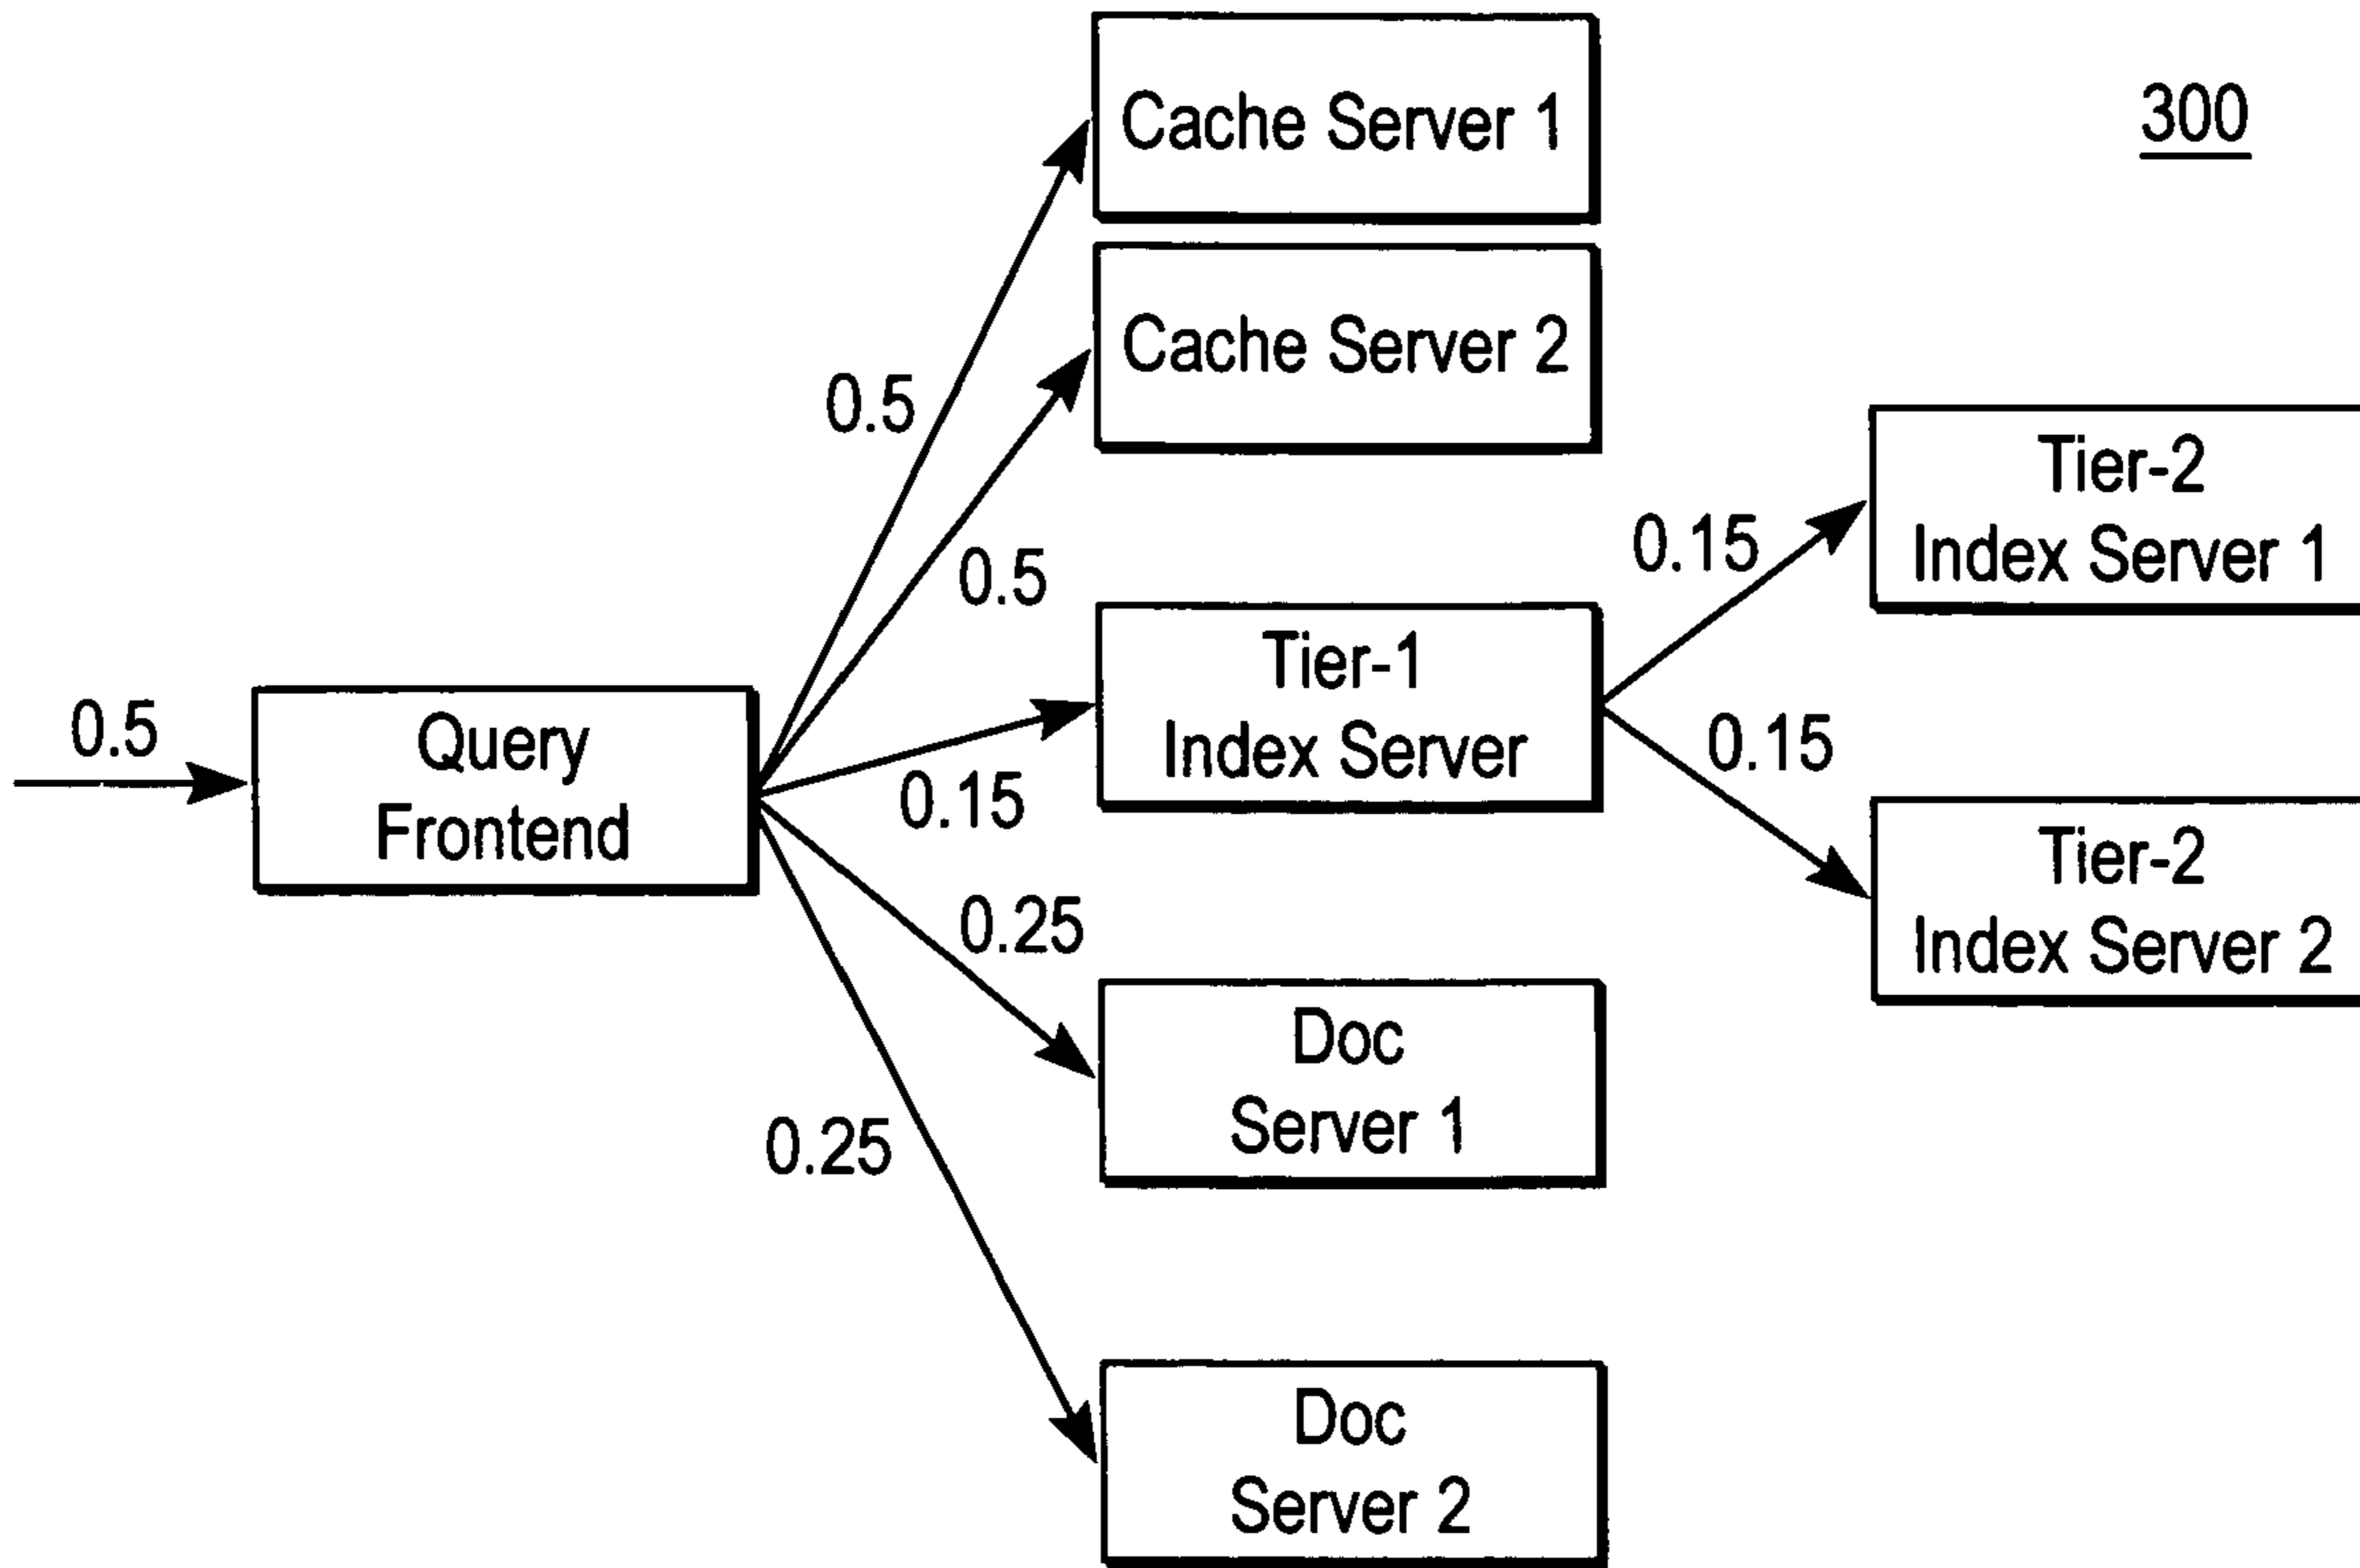 Cache Server 1
300
Cache Server 2
0.5
Tier-2
Index Server 1
0.15
0.5
Tier-1
Index Server
0.5
Query
Frontend
0.15
0.15
Tier-2
Index Server 2
0.25
Doc
Server 1
0.25
Doc
Server 2